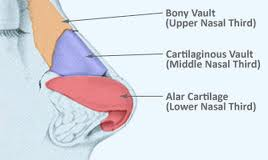 Bony Vault
(Upper Nasal Third)
Cartilaginous Vault
(Middle Nasal Third)
Alar Cartilage
(Lower Nasal Third)